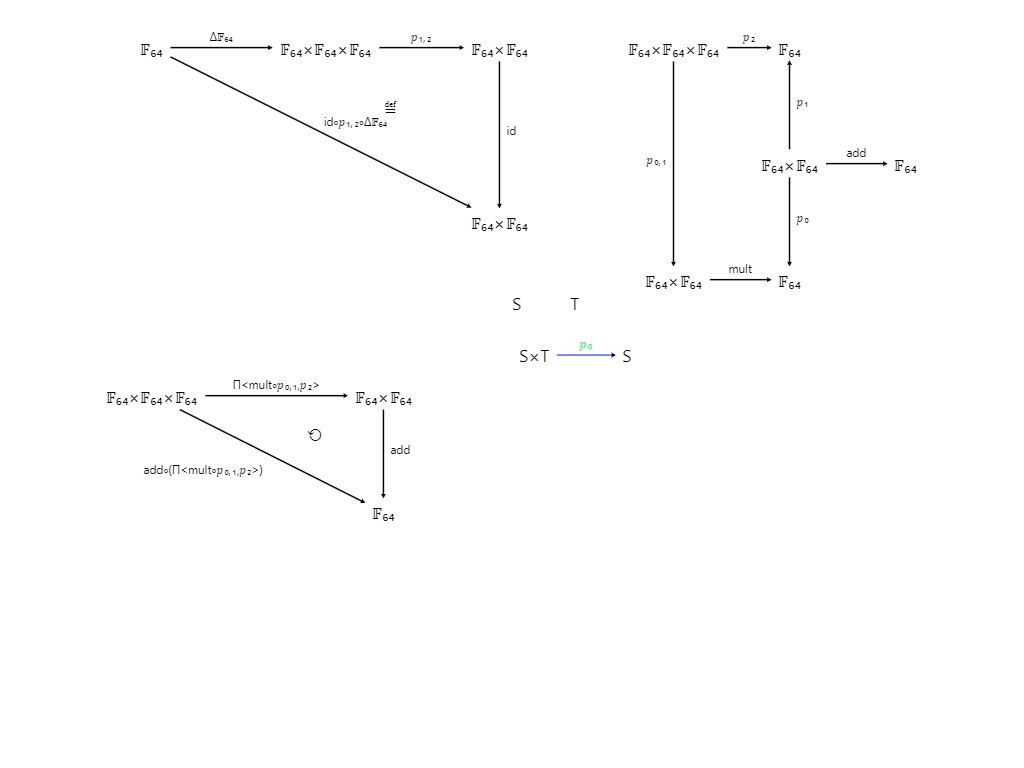 𝔽₆₄ Δ𝔽₆₄ 𝔽₆₄×𝔽₆₄×𝔽₆₄ p₁,₂ 𝔽₆₄×𝔽₆₄
def
id∘p₁,₂∘Δ𝔽₆₄ =
id
𝔽₆₄×𝔽₆₄
𝔽₆₄×𝔽₆₄×𝔽₆₄ p₂ 𝔽₆₄
p₁
p₀,₁
𝔽₆₄×𝔽₆₄ add 𝔽₆₄
p₀
𝔽₆₄×𝔽₆₄ mult 𝔽₆₄
S T
S×T p₀ S
𝔽₆₄×𝔽₆₄×𝔽₆₄ Π<mult∘p₀,₁,p₂> 𝔽₆₄×𝔽₆₄
add∘(Π<mult∘p₀,₁,p₂>)
add
𝔽₆₄